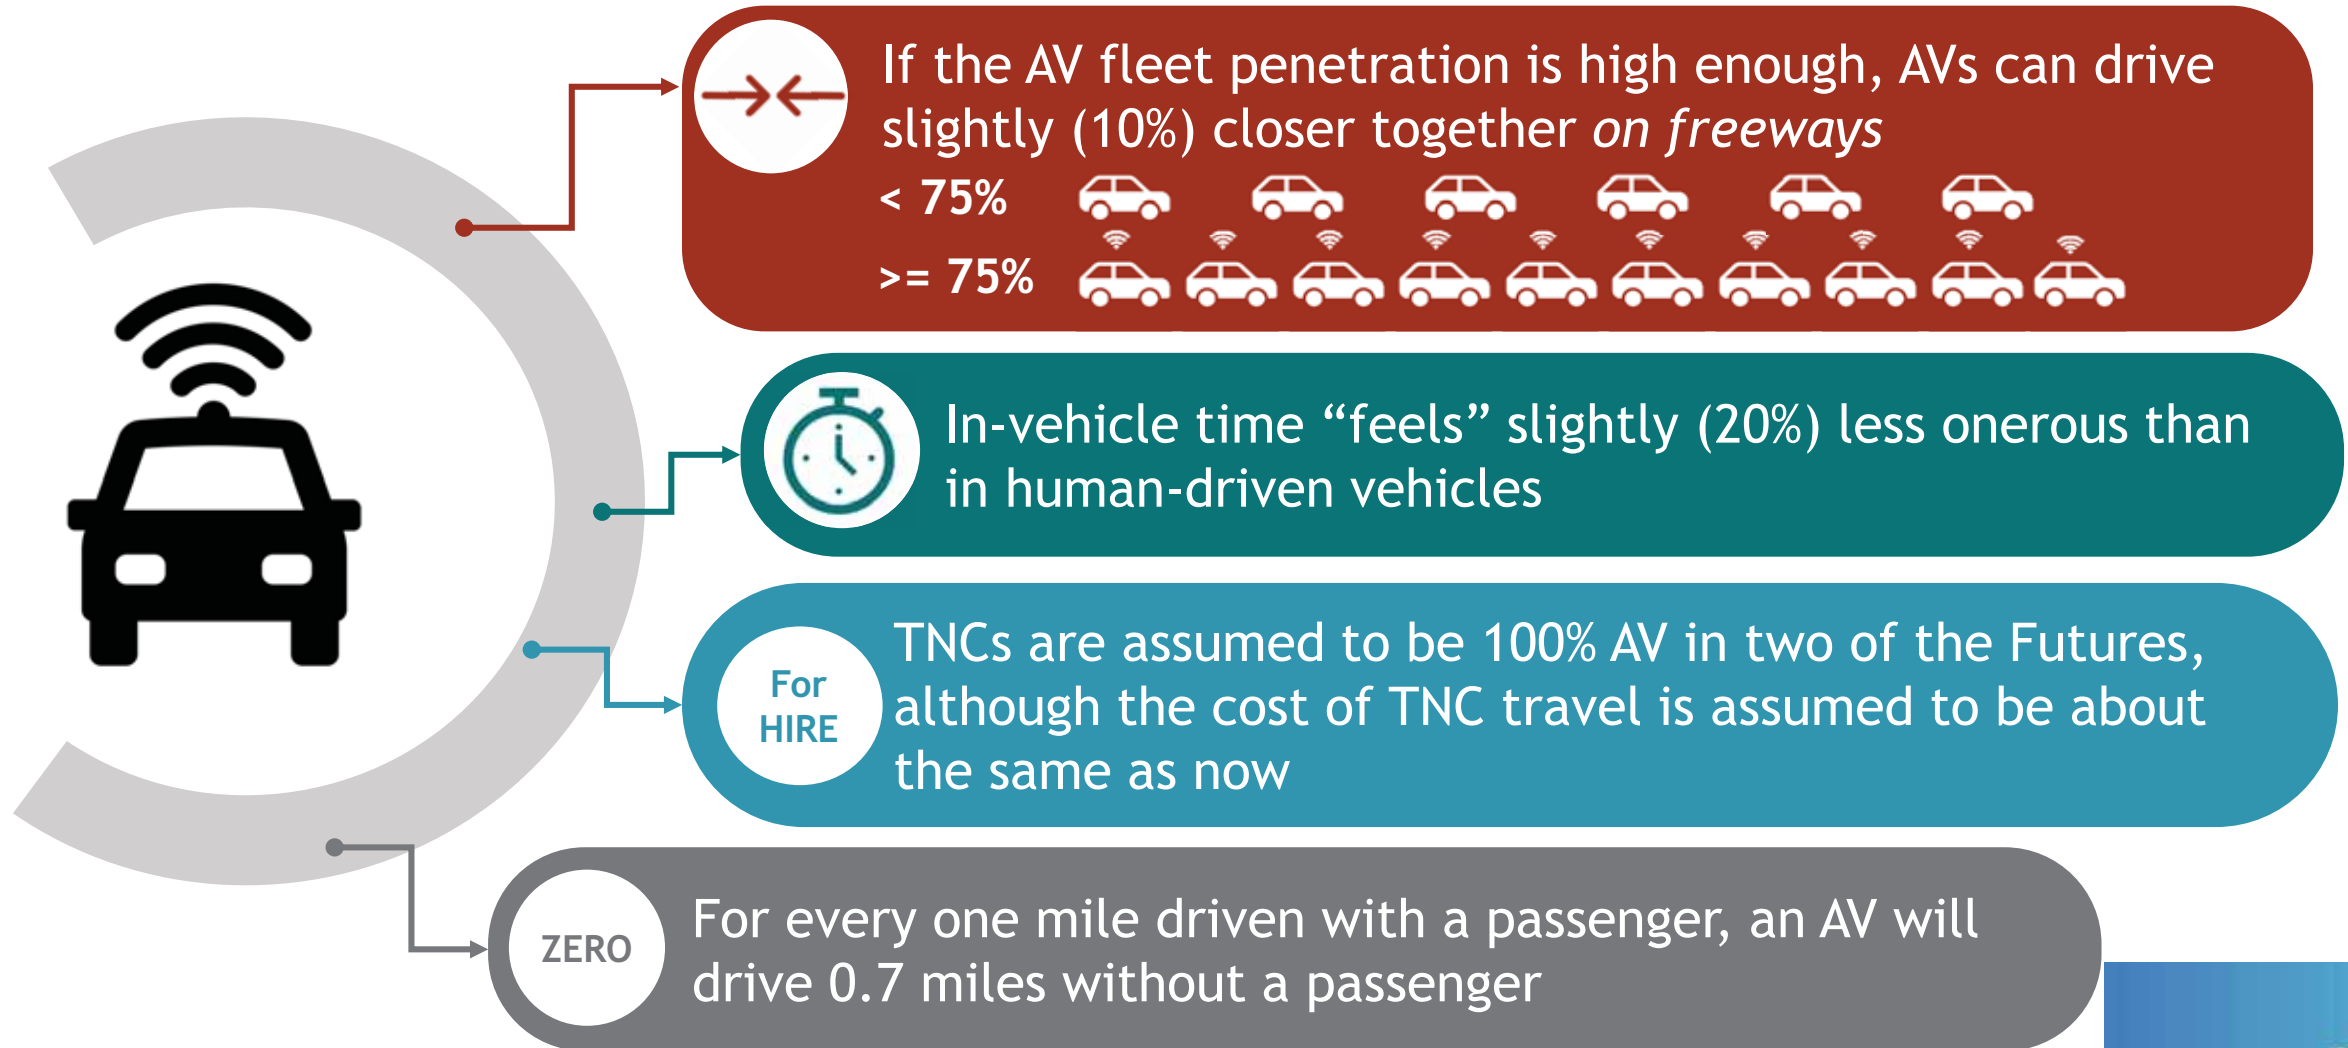 If the AV fleet penetration is high enough, AVs can drive
slightly (10%) closer together on freeways
< 75%
>= 75%
In-vehicle time “feels” slightly (20%) less onerous than
in human-driven vehicles
For
HIRE
TNCs are assumed to be 100% AV in two of the Futures,
although the cost of TNC travel is assumed to be about
the same as now
ZERO
For every one mile driven with a passenger, an AV will
drive 0.7 miles without a passenger